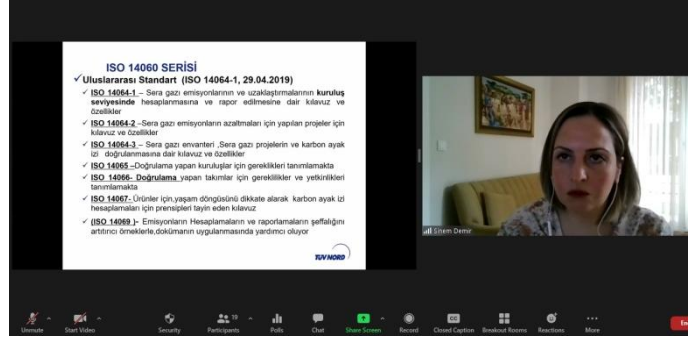 ISO 14060 SERİSİ
✓Uluslararası Standart (ISO 14064-1, 29.04.2019)
✓ ISO 14064-1 – Sera gazı emisyonlarının ve uzaklaştırmalarının kuruluş
seviyesinde hesaplanmasına ve rapor edilmesine dair kılavuz ve
özellikler
✓ ISO 14064-2 –Sera gazı emisyonların azaltmaları için yapılan projeler için
kılavuz ve özellikler
✓ ISO 14064-3 – Sera gazı envanteri ,Sera gazı projelerin ve karbon ayak
izi doğrulanmasına dair kılavuz ve özellikler
✓ ISO 14065 –Doğrulama yapan kuruluşlar için gereklikleri tanımlamakta
✓ ISO 14066- Doğrulama yapan takımlar için gereklilikler ve yetkinlikleri
tanımlamakta
✓ ISO 14067- Ürünler için,yaşam döngüsünü dikkate alarak karbon ayak izi
hesaplamaları için prensipleri tayin eden kılavuz
✓ (ISO 14069 )- Emisyonların Hesaplamaların ve raporlamaların şeffalığını
artıtırıcı örneklerle,dokümanın uygulanmasında yardımcı oluyor
TÜV NORD
Sinem Demir
19
Unmute
Start Video
Security
Participants
Polls
Chat
Share Screen
Record
CC
Closed Caption
Breakout Rooms
Reactions
More
En